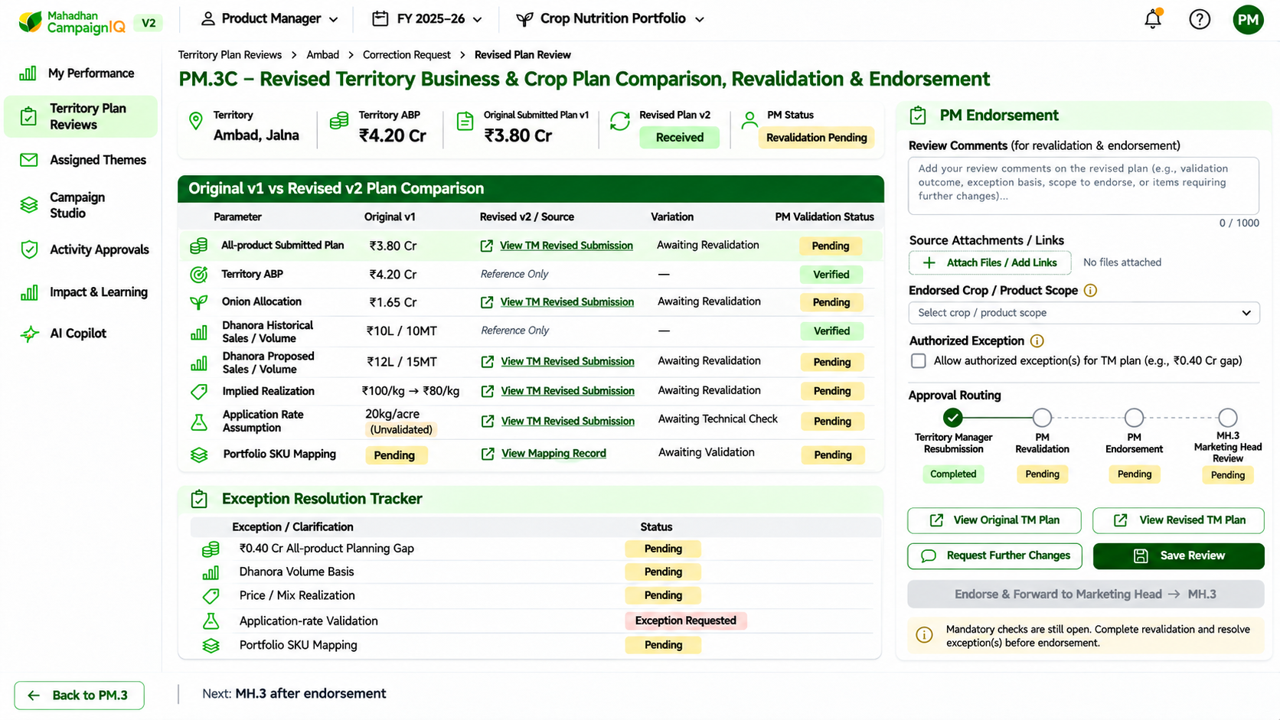 Mahadhan
CampaignIQ
V2
Product Manager
FY 2025–26
Crop Nutrition Portfolio
PM
My Performance
Territory Plan
Reviews
Assigned Themes
Campaign
Studio
Activity Approvals
Impact & Learning
AI Copilot
Territory Plan Reviews > Ambad > Correction Request > Revised Plan Review
PM.3C – Revised Territory Business & Crop Plan Comparison, Revalidation & Endorsement
Territory
Ambad, Jalna
Territory ABP
₹4.20 Cr
Original Submitted Plan v1
₹3.80 Cr
Revised Plan v2
Received
PM Status
Revalidation Pending
Original v1 vs Revised v2 Plan Comparison
Parameter Original v1 Revised v2 / Source Variation PM Validation Status
All-product Submitted Plan ₹3.80 Cr View TM Revised Submission Awaiting Revalidation Pending
Territory ABP ₹4.20 Cr Reference Only — Verified
Onion Allocation ₹1.65 Cr View TM Revised Submission Awaiting Revalidation Pending
Dhanora Historical
Sales / Volume ₹10L / 10MT Reference Only — Verified
Dhanora Proposed
Sales / Volume ₹12L / 15MT View TM Revised Submission Awaiting Revalidation Pending
Implied Realization ₹100/kg → ₹80/kg View TM Revised Submission Awaiting Revalidation Pending
Application Rate
Assumption 20kg/acre
(Unvalidated) View TM Revised Submission Awaiting Technical Check Pending
Portfolio SKU Mapping Pending View Mapping Record Awaiting Validation Pending
Exception Resolution Tracker
Exception / Clarification Status
₹0.40 Cr All-product Planning Gap Pending
Dhanora Volume Basis Pending
Price / Mix Realization Pending
Application-rate Validation Exception Requested
Portfolio SKU Mapping Pending
PM Endorsement
Review Comments (for revalidation & endorsement)
Add your review comments on the revised plan (e.g., validation
outcome, exception basis, scope to endorse, or items requiring
further changes)...
0 / 1000
Source Attachments / Links
+ Attach Files / Add Links No files attached
Endorsed Crop / Product Scope
Select crop / product scope
Authorized Exception
Allow authorized exception(s) for TM plan (e.g., ₹0.40 Cr gap)
Approval Routing
Territory Manager
Resubmission
Completed
PM
Revalidation
Pending
PM
Endorsement
Pending
MH.3
Marketing Head
Review
Pending
View Original TM Plan
View Revised TM Plan
Request Further Changes
Save Review
Endorse & Forward to Marketing Head → MH.3
Mandatory checks are still open. Complete revalidation and resolve
exception(s) before endorsement.
← Back to PM.3
Next: MH.3 after endorsement